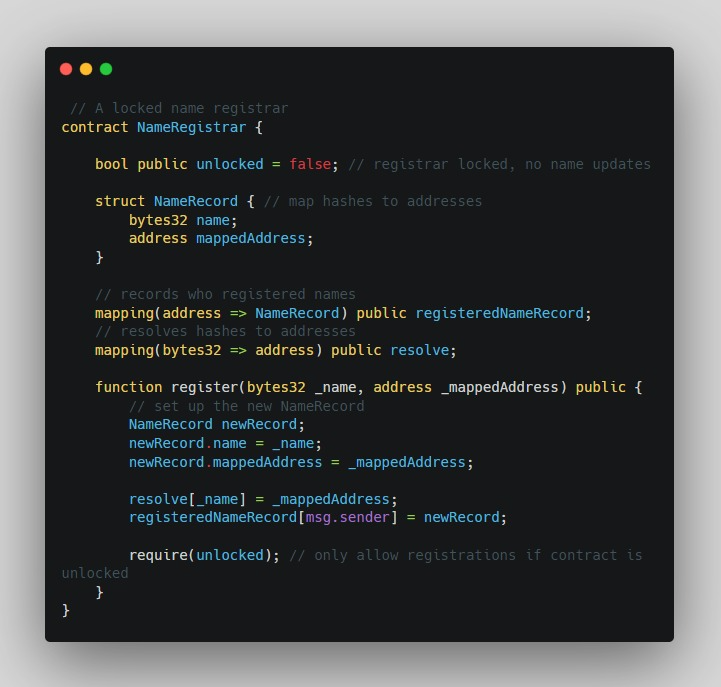 // A locked name registrar
contract NameRegistrar {
bool public unlocked = false; // registrar locked, no name updates
struct NameRecord { // map hashes to addresses
bytes32 name;
address mappedAddress;
}
// records who registered names
mapping(address => NameRecord) public registeredNameRecord;
// resolves hashes to addresses
mapping(bytes32 => address) public resolve;
function register(bytes32 _name, address _mappedAddress) public {
// set up the new NameRecord
NameRecord newRecord;
newRecord.name = _name;
newRecord.mappedAddress = _mappedAddress;
resolve[_name] = _mappedAddress;
registeredNameRecord[msg.sender] = newRecord;
require(unlocked); // only allow registrations if contract is
unlocked
}
}